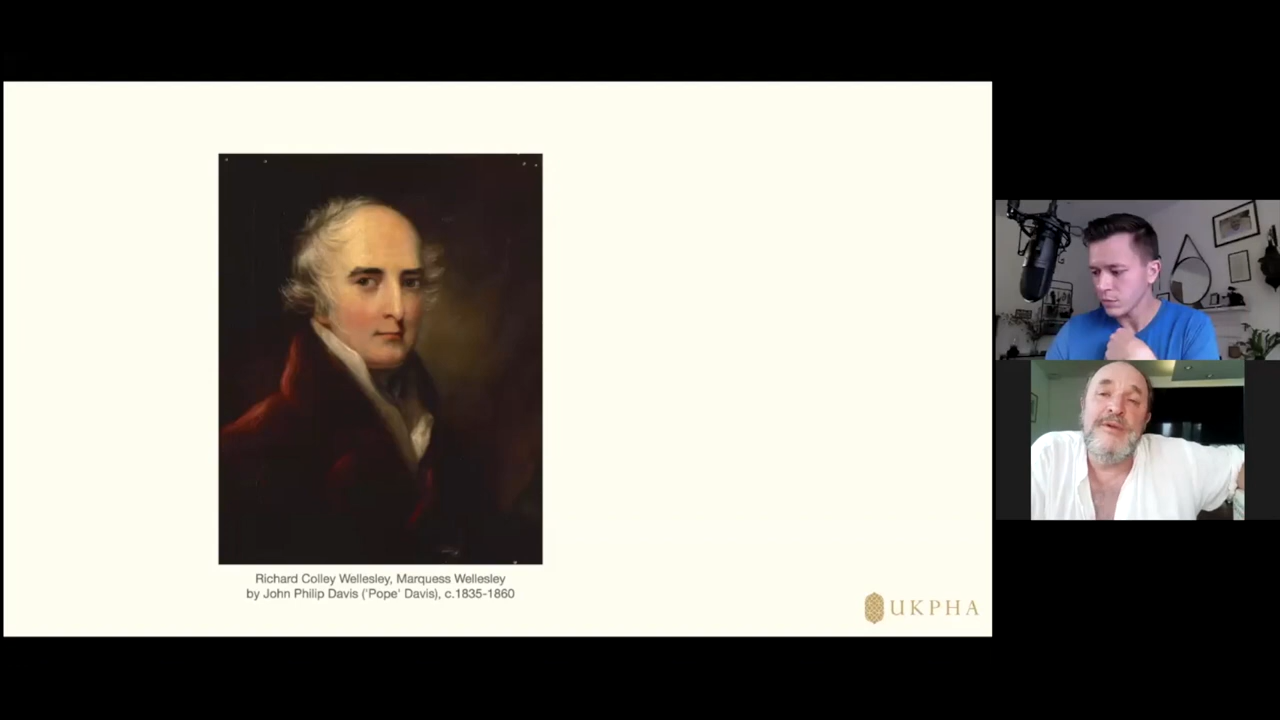 Richard Colley Wellesley, Marquess Wellesley
by John Philip Davis ('Pope' Davis), c.1835-1860
UKPHA